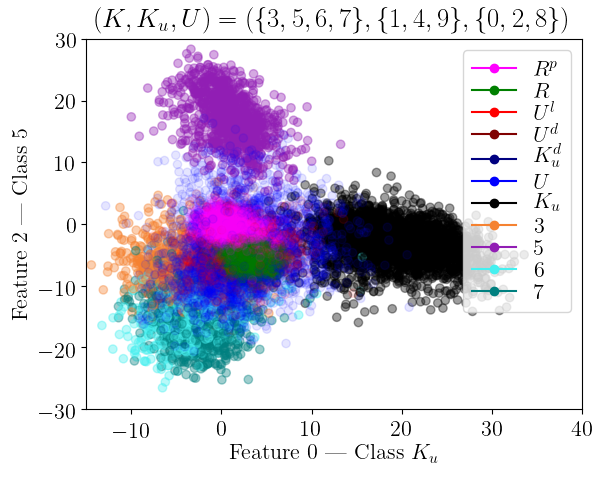 (K, K_u, U) = ({3, 5, 6, 7}, {1, 4, 9}, {0, 2, 8})
30
20
10
0
−10
−20
−30
Feature 2 — Class 5
R^p
R
U^l
U^d
K_u^d
U
K_u
3
5
6
7
−10
0
10
20
30
40
Feature 0 — Class K_u